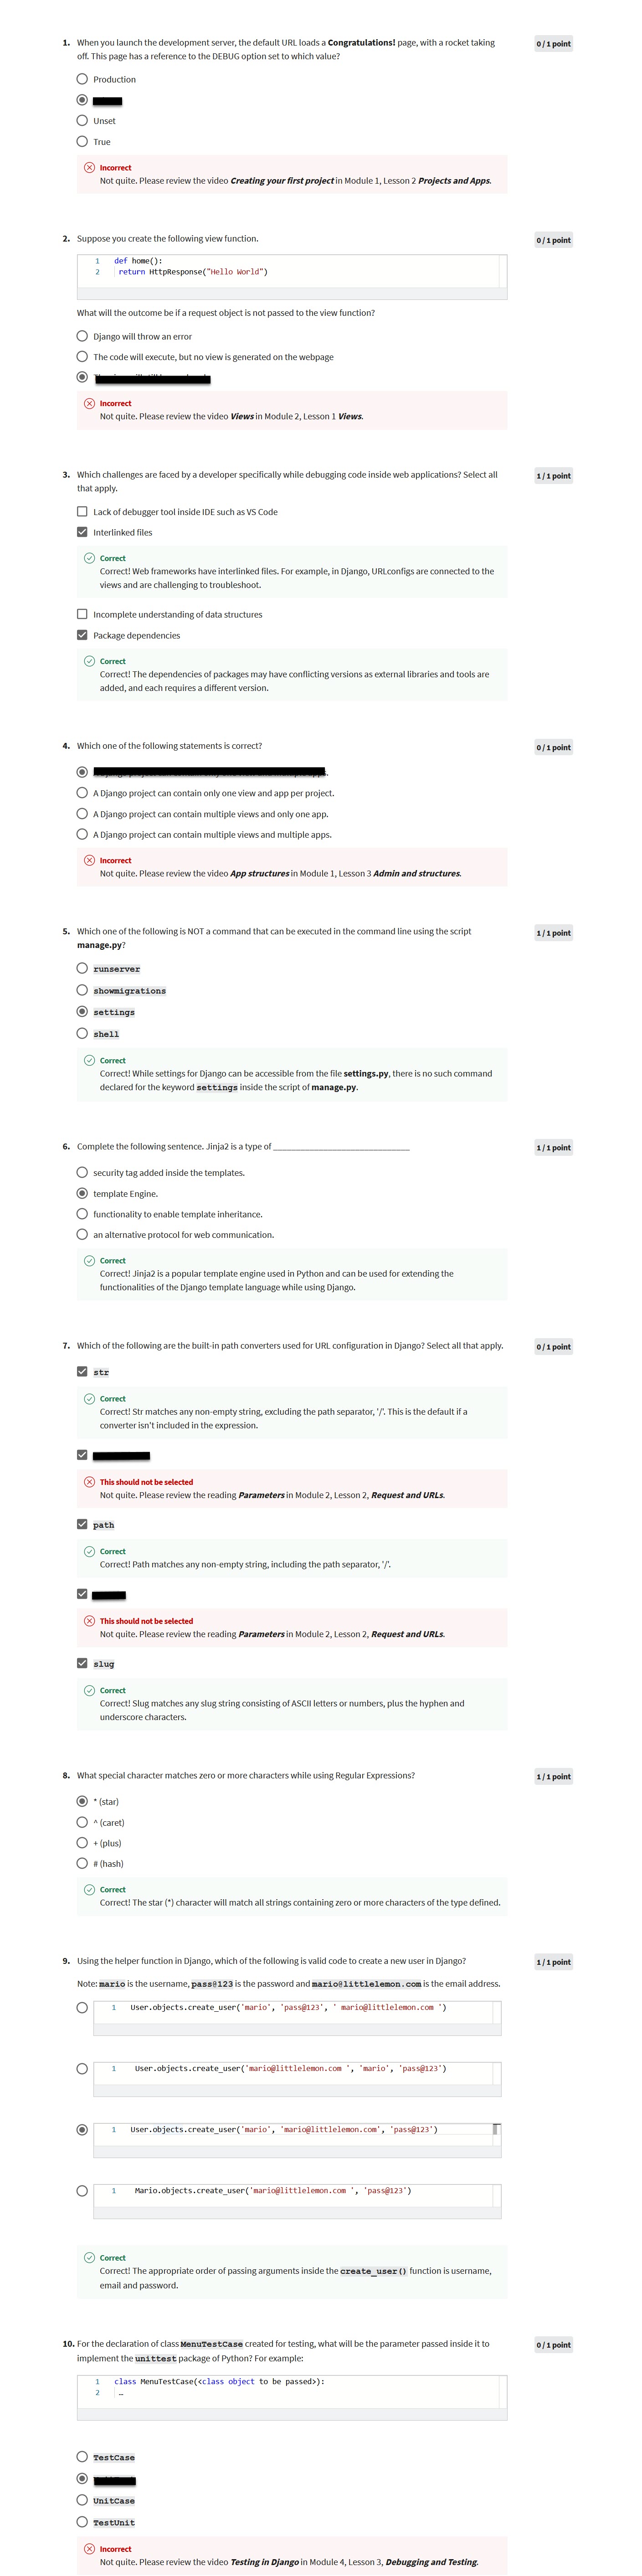 1. When you launch the development server, the default URL loads a Congratulations! page, with a rocket taking
off. This page has a reference to the DEBUG option set to which value?
0 / 1 point
Production
Unset
True
Incorrect
Not quite. Please review the video Creating your first project in Module 1, Lesson 2 Projects and Apps.
2. Suppose you create the following view function.
0 / 1 point
1 def home():
2 return HttpResponse("Hello World")
What will the outcome be if a request object is not passed to the view function?
Django will throw an error
The code will execute, but no view is generated on the webpage
Incorrect
Not quite. Please review the video Views in Module 2, Lesson 1 Views.
3. Which challenges are faced by a developer specifically while debugging code inside web applications? Select all
that apply.
1 / 1 point
Lack of debugger tool inside IDE such as VS Code
Interlinked files
Correct
Correct! Web frameworks have interlinked files. For example, in Django, URLconfigs are connected to the
views and are challenging to troubleshoot.
Incomplete understanding of data structures
Package dependencies
Correct
Correct! The dependencies of packages may have conflicting versions as external libraries and tools are
added, and each requires a different version.
4. Which one of the following statements is correct?
0 / 1 point
A Django project can contain only one view and app per project.
A Django project can contain multiple views and only one app.
A Django project can contain multiple views and multiple apps.
Incorrect
Not quite. Please review the video App structures in Module 1, Lesson 3 Admin and structures.
5. Which one of the following is NOT a command that can be executed in the command line using the script
manage.py?
1 / 1 point
runserver
showmigrations
settings
shell
Correct
Correct! While settings for Django can be accessible from the file settings.py, there is no such command
declared for the keyword settings inside the script of manage.py.
6. Complete the following sentence. Jinja2 is a type of ______________________________
1 / 1 point
security tag added inside the templates.
template Engine.
functionality to enable template inheritance.
an alternative protocol for web communication.
Correct
Correct! Jinja2 is a popular template engine used in Python and can be used for extending the
functionalities of the Django template language while using Django.
7. Which of the following are the built-in path converters used for URL configuration in Django? Select all that apply.
0 / 1 point
str
Correct
Correct! Str matches any non-empty string, excluding the path separator, '/'. This is the default if a
converter isn't included in the expression.
This should not be selected
Not quite. Please review the reading Parameters in Module 2, Lesson 2, Request and URLs.
path
Correct
Correct! Path matches any non-empty string, including the path separator, '/'.
This should not be selected
Not quite. Please review the reading Parameters in Module 2, Lesson 2, Request and URLs.
slug
Correct
Correct! Slug matches any slug string consisting of ASCII letters or numbers, plus the hyphen and
underscore characters.
8. What special character matches zero or more characters while using Regular Expressions?
1 / 1 point
* (star)
^ (caret)
+ (plus)
# (hash)
Correct
Correct! The star (*) character will match all strings containing zero or more characters of the type defined.
9. Using the helper function in Django, which of the following is valid code to create a new user in Django?
1 / 1 point
Note: mario is the username, pass@123 is the password and mario@littlelemon.com is the email address.
1 User.objects.create_user('mario', 'pass@123', ' mario@littlelemon.com ')
1 User.objects.create_user('mario@littlelemon.com ', 'mario', 'pass@123')
1 User.objects.create_user('mario', 'mario@littlelemon.com', 'pass@123')
1 Mario.objects.create_user('mario@littlelemon.com ', 'pass@123')
Correct
Correct! The appropriate order of passing arguments inside the create_user() function is username,
email and password.
10. For the declaration of class MenuTestCase created for testing, what will be the parameter passed inside it to
implement the unittest package of Python? For example:
0 / 1 point
1 class MenuTestCase(<class object to be passed>):
2 …
TestCase
UnitCase
TestUnit
Incorrect
Not quite. Please review the video Testing in Django in Module 4, Lesson 3, Debugging and Testing.